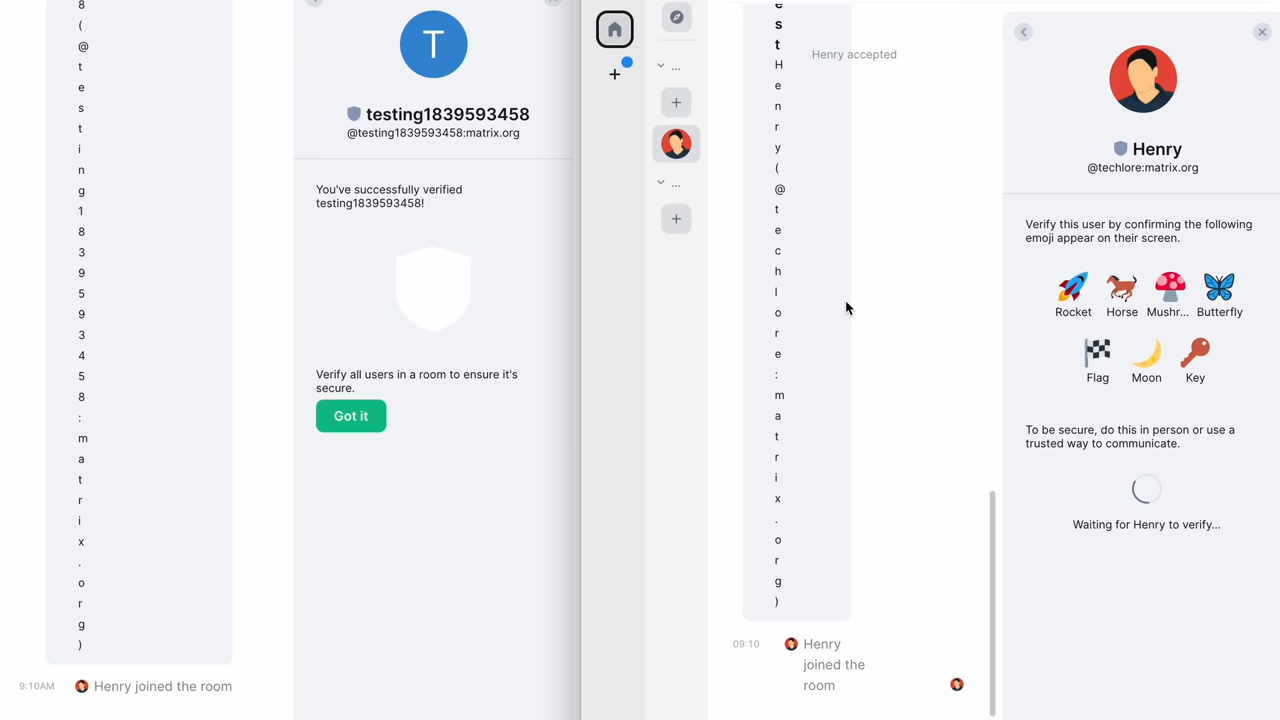 8
(
@
t
e
s
t
i
n
g
1
8
3
9
5
9
3
4
5
8
:
m
a
t
r
i
x
.
o
r
g
)
9:10AM
Henry joined the room
T
testing1839593458
@testing1839593458:matrix.org
You've successfully verified
testing1839593458!
Verify all users in a room to ensure it's
secure.
Got it
...
...
e
s
t
H
e
n
r
y
(
@
t
e
c
h
l
o
r
e
:
m
a
t
r
i
x
.
o
r
g
)
Henry accepted
09:10
Henry
joined the
room
Henry
@techlore:matrix.org
Verify this user by confirming the following
emoji appear on their screen.
Rocket Horse Mushr... Butterfly
Flag Moon Key
To be secure, do this in person or use a
trusted way to communicate.
Waiting for Henry to verify...